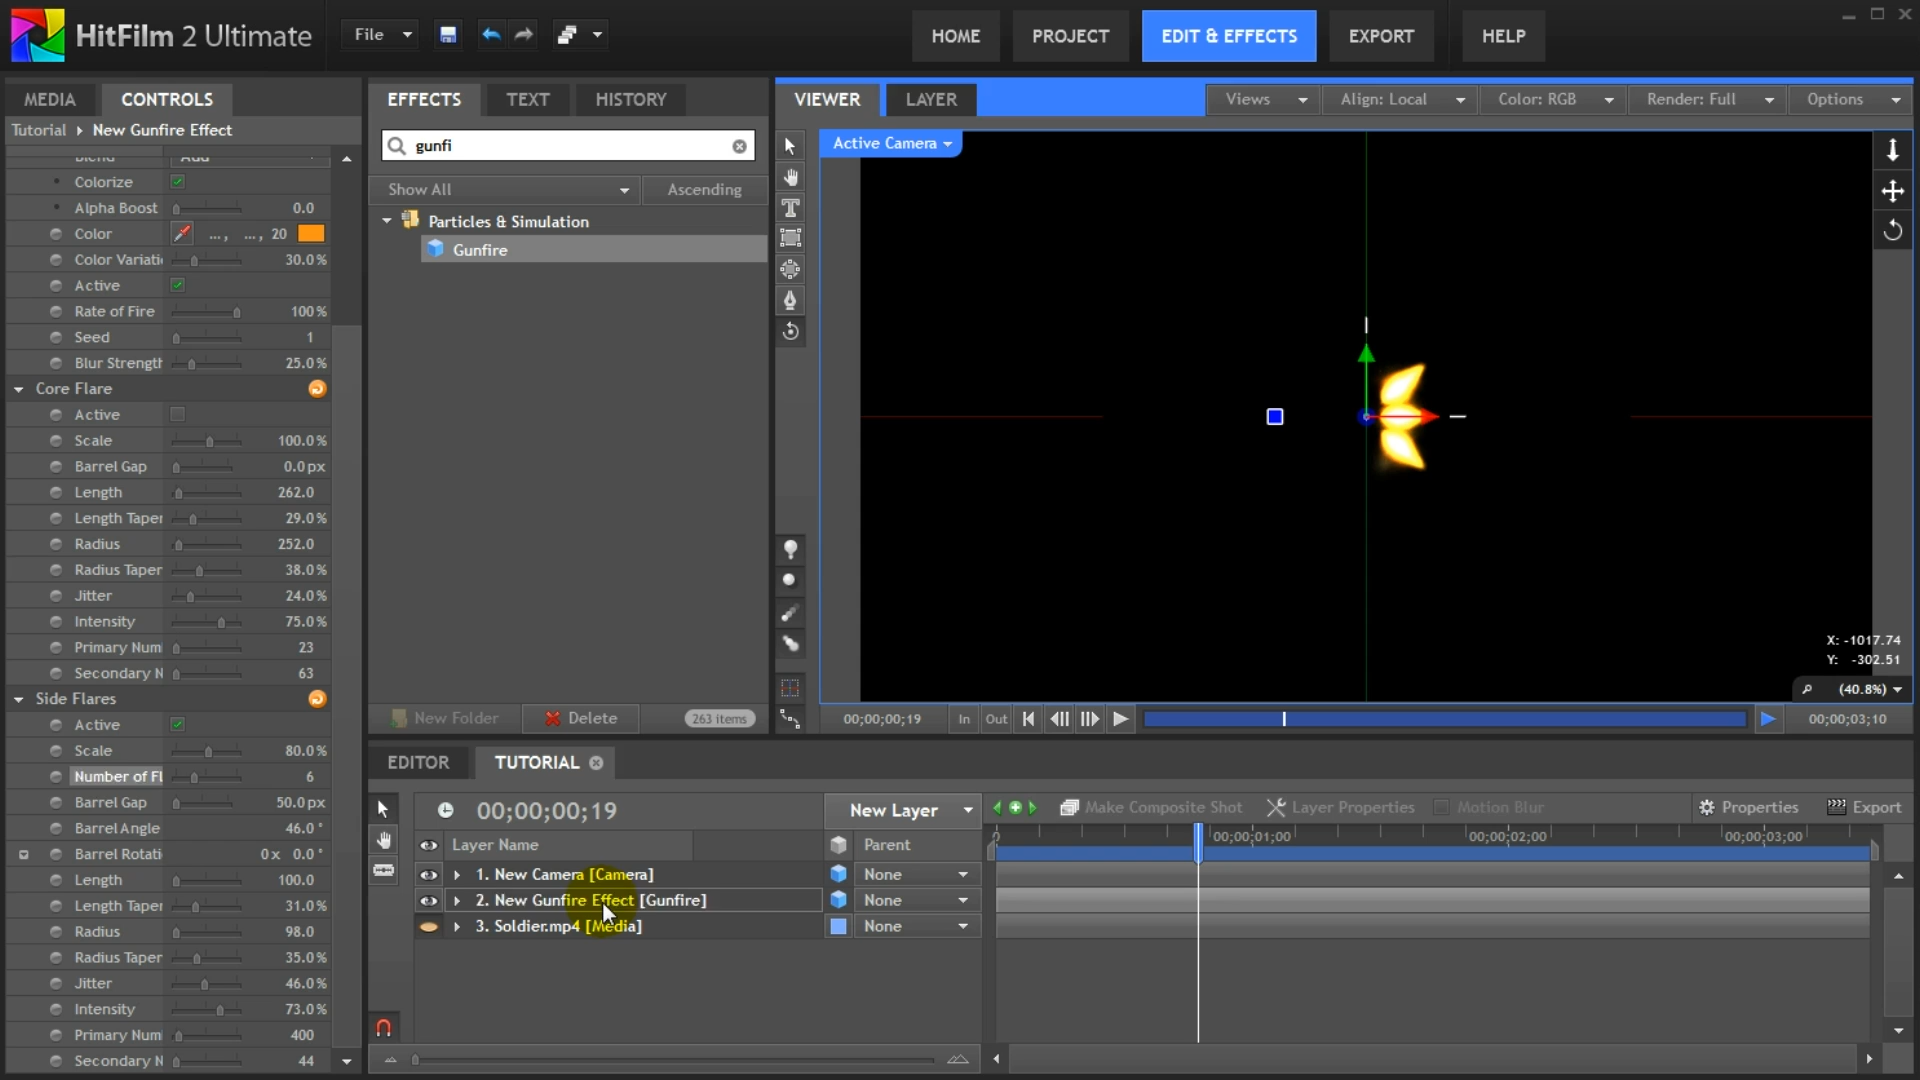 HitFilm 2 Ultimate
File
HOME
PROJECT
EDIT & EFFECTS
EXPORT
HELP
MEDIA
CONTROLS
Tutorial
New Gunfire Effect
Blend
Add
Colorize
Alpha Boost
0.0
Color
..., ..., 20
Color Variati
30.0%
Active
Rate of Fire
100%
Seed
1
Blur Strength
25.0%
Core Flare
Active
Scale
100.0%
Barrel Gap
0.0px
Length
262.0
Length Taper
29.0%
Radius
252.0
Radius Taper
38.0%
Jitter
24.0%
Intensity
75.0%
Primary Num
23
Secondary N
63
Side Flares
Active
Scale
80.0%
Number of Fl
6
Barrel Gap
50.0px
Barrel Angle
46.0°
Barrel Rotati
0x 0.0°
Length
100.0
Length Taper
31.0%
Radius
98.0
Radius Taper
35.0%
Jitter
46.0%
Intensity
73.0%
Primary Num
400
Secondary N
44
EFFECTS
TEXT
HISTORY
gunfi
Show All
Ascending
Particles & Simulation
Gunfire
New Folder
Delete
263 items
VIEWER
LAYER
Views
Align: Local
Color: RGB
Render: Full
Options
Active Camera
X: -1017.74
Y: -302.51
(40.8%)
00;00;00;19
In
Out
00;00;03;10
EDITOR
TUTORIAL
00;00;00;19
New Layer
Make Composite Shot
Layer Properties
Motion Blur
Properties
Export
Layer Name
Parent
0
00;00;01;00
00;00;02;00
00;00;03;00
1. New Camera [Camera]
None
2. New Gunfire Effect [Gunfire]
None
3. Soldier.mp4 [Media]
None